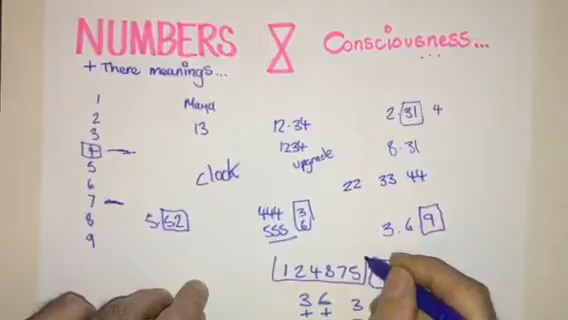 NUMBERS
Consciousness...
+ There meanings...
1
2
3
4
5
6
7
8
9
Maya
13
clock
5.52
12.34
1234
upgrade
444 3
555 6
2 31 4
8.31
22 33 44
3.6 9
124875
3 6 3
+ +